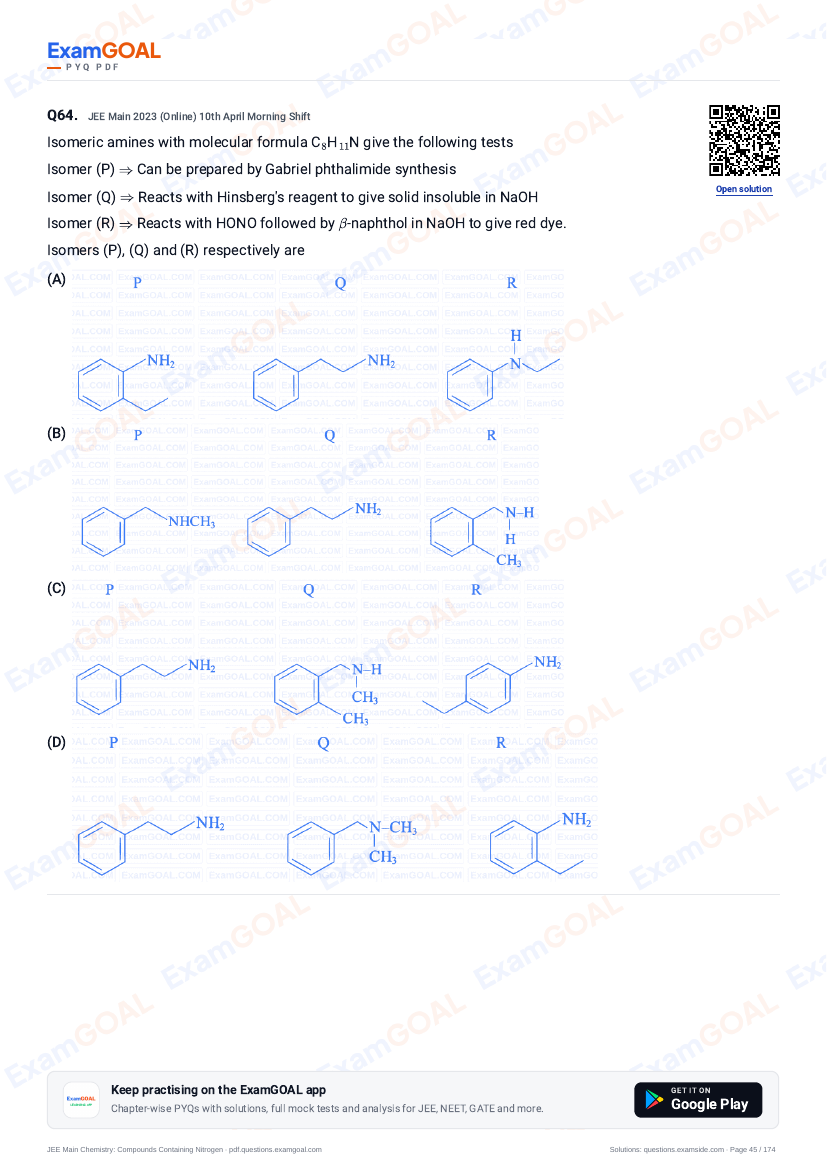 ExamGOAL
PYQ PDF
Q64. JEE Main 2023 (Online) 10th April Morning Shift
Isomeric amines with molecular formula C₈H₁₁N give the following tests
Isomer (P) ⇒ Can be prepared by Gabriel phthalimide synthesis
Isomer (Q) ⇒ Reacts with Hinsberg's reagent to give solid insoluble in NaOH
Isomer (R) ⇒ Reacts with HONO followed by β-naphthol in NaOH to give red dye.
Isomers (P), (Q) and (R) respectively are
Open solution
(A) P Q R
H
NH₂ NH₂ N
(B) P Q R
NHCH₃ NH₂ N–H
H
CH₃
(C) P Q R
NH₂ N–H NH₂
CH₃
CH₃
(D) P Q R
NH₂ N–CH₃ NH₂
CH₃
ExamGOAL
Keep practising on the ExamGOAL app
Chapter-wise PYQs with solutions, full mock tests and analysis for JEE, NEET, GATE and more.
GET IT ON
Google Play
JEE Main Chemistry: Compounds Containing Nitrogen · pdf.questions.examgoal.com
Solutions: questions.examside.com · Page 45 / 174